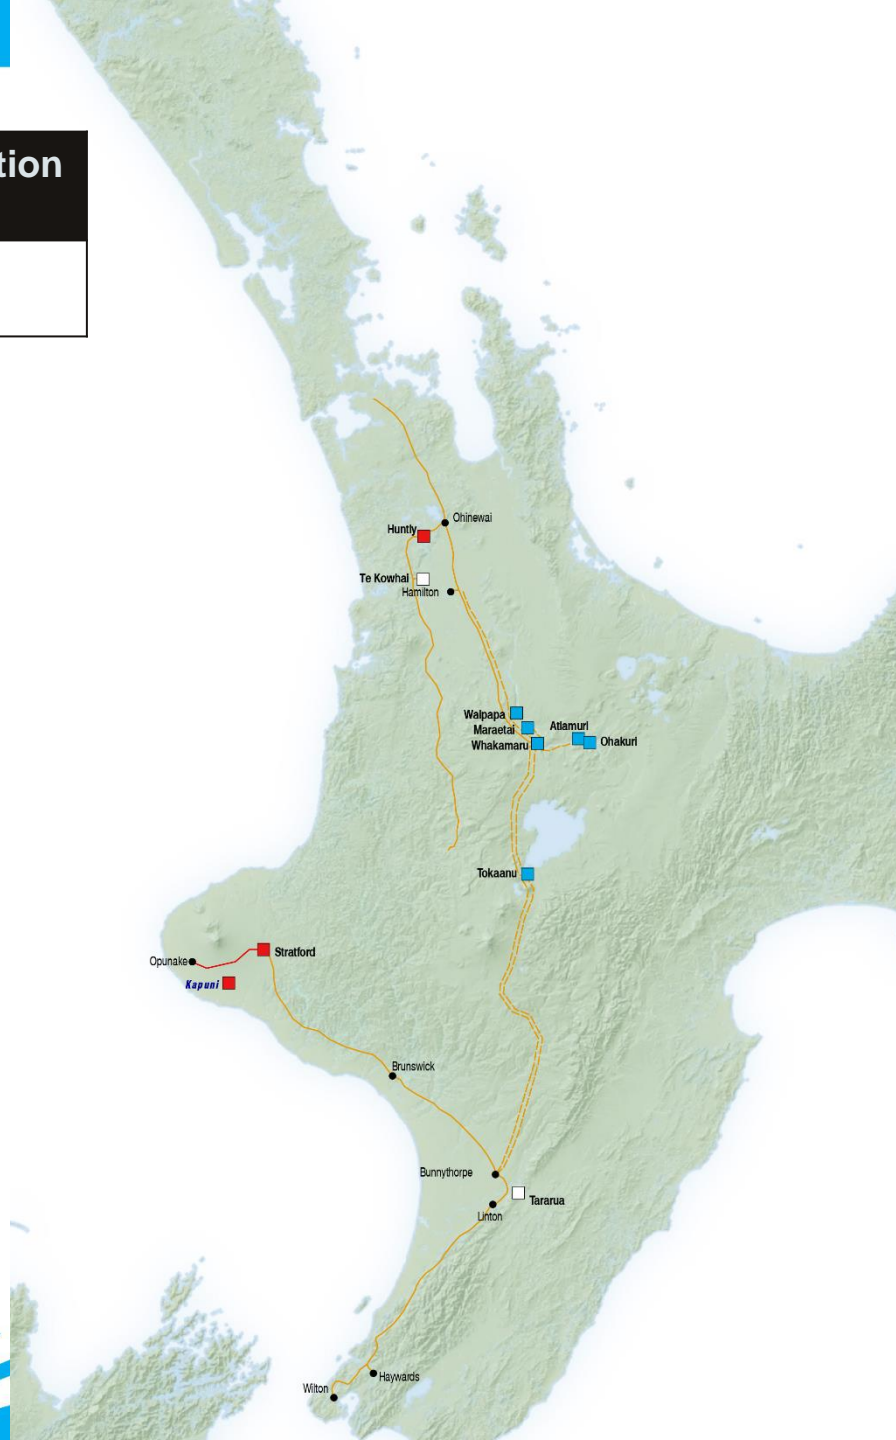 tion
Ohinewai
Huntly
Te Kowhai
Hamilton
Waipapa
Maraetai
Atiamuri
Whakamaru
Ohakuri
Tokaanu
Stratford
Opunake
Kapuni
Brunswick
Bunnythorpe
Tararua
Linton
Haywards
Wilton